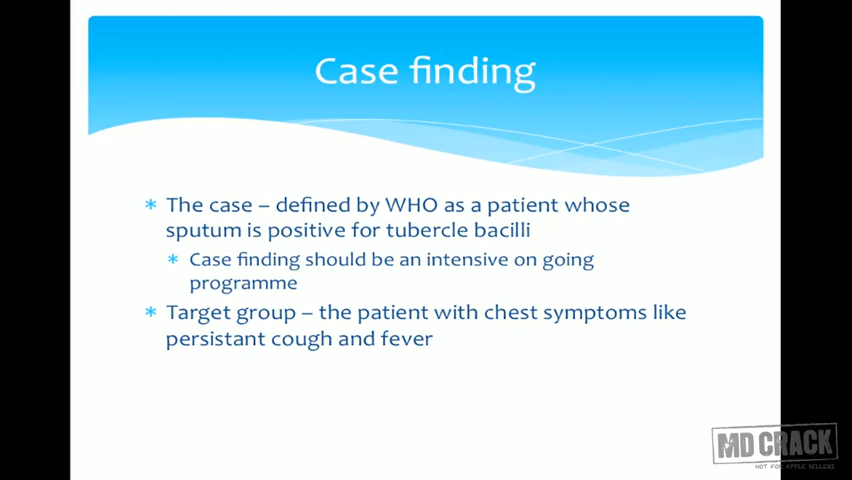 Case finding
* The case – defined by WHO as a patient whose
sputum is positive for tubercle bacilli
* Case finding should be an intensive on going
programme
* Target group – the patient with chest symptoms like
persistant cough and fever
MD CRACK
NOT FOR APPLE SELLERS